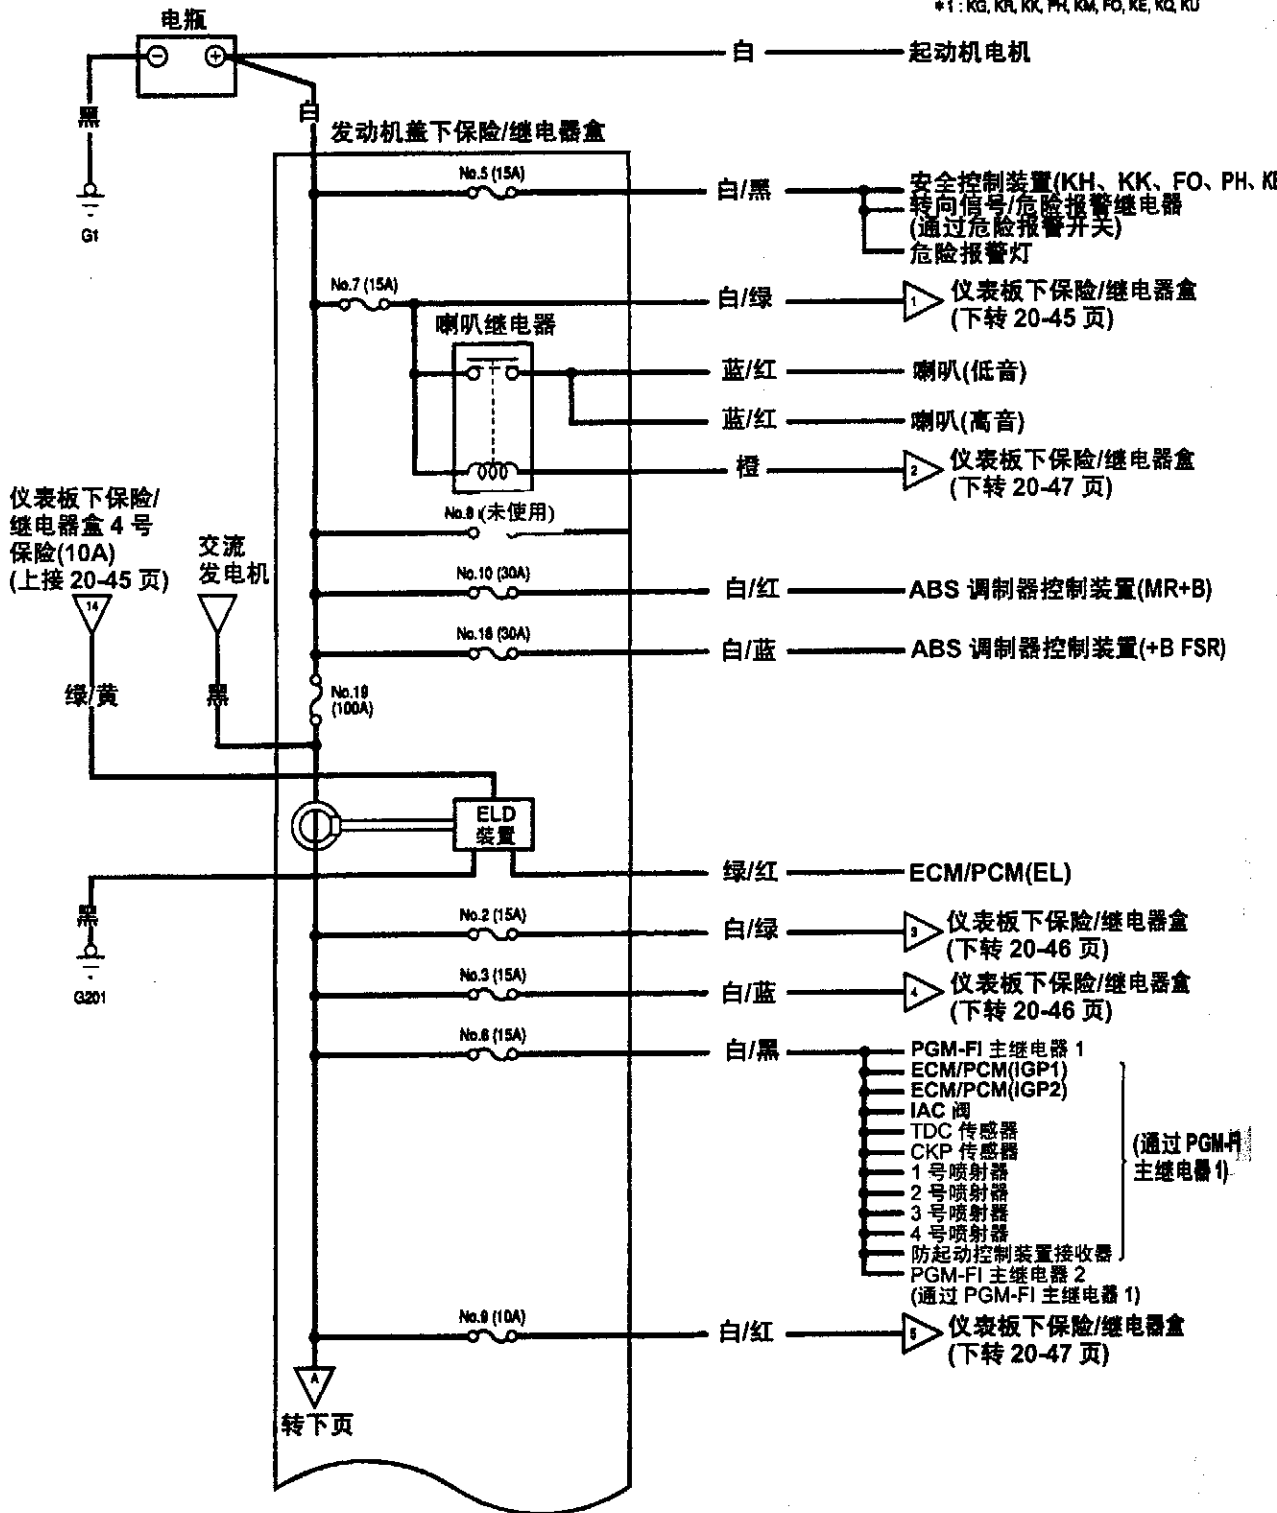 *1 : KG, KR, KK, PH, KM, FO, KE, KQ, KU
电瓶
白
起动机电机
黑
白
发动机盖下保险/继电器盒
G1
No.5 (15A)
白/黑
安全控制装置(KH、KK、FO、PH、KE
转向信号/危险报警继电器
(通过危险报警开关)
危险报警灯
No.7 (15A)
白/绿
1
仪表板下保险/继电器盒
(下转 20-45 页)
喇叭继电器
蓝/红
喇叭(低音)
蓝/红
喇叭(高音)
橙
2
仪表板下保险/继电器盒
(下转 20-47 页)
仪表板下保险/
继电器盒 4 号
保险(10A)
(上接 20-45 页)
14
绿/黄
交流
发电机
黑
No.8 (未使用)
No.10 (30A)
白/红
ABS 调制器控制装置(MR+B)
No.18 (30A)
白/蓝
ABS 调制器控制装置(+B FSR)
No.19
(100A)
ELD
装置
绿/红
ECM/PCM(EL)
黑
G201
No.2 (15A)
白/绿
3
仪表板下保险/继电器盒
(下转 20-46 页)
No.3 (15A)
白/蓝
4
仪表板下保险/继电器盒
(下转 20-46 页)
No.6 (15A)
白/黑
PGM-FI 主继电器 1
ECM/PCM(IGP1)
ECM/PCM(IGP2)
IAC 阀
TDC 传感器
CKP 传感器
1 号喷射器
2 号喷射器
3 号喷射器
4 号喷射器
防起动控制装置接收器
(通过 PGM-FI
主继电器 1)
PGM-FI 主继电器 2
(通过 PGM-FI 主继电器 1)
No.9 (10A)
白/红
5
仪表板下保险/继电器盒
(下转 20-47 页)
A
转下页